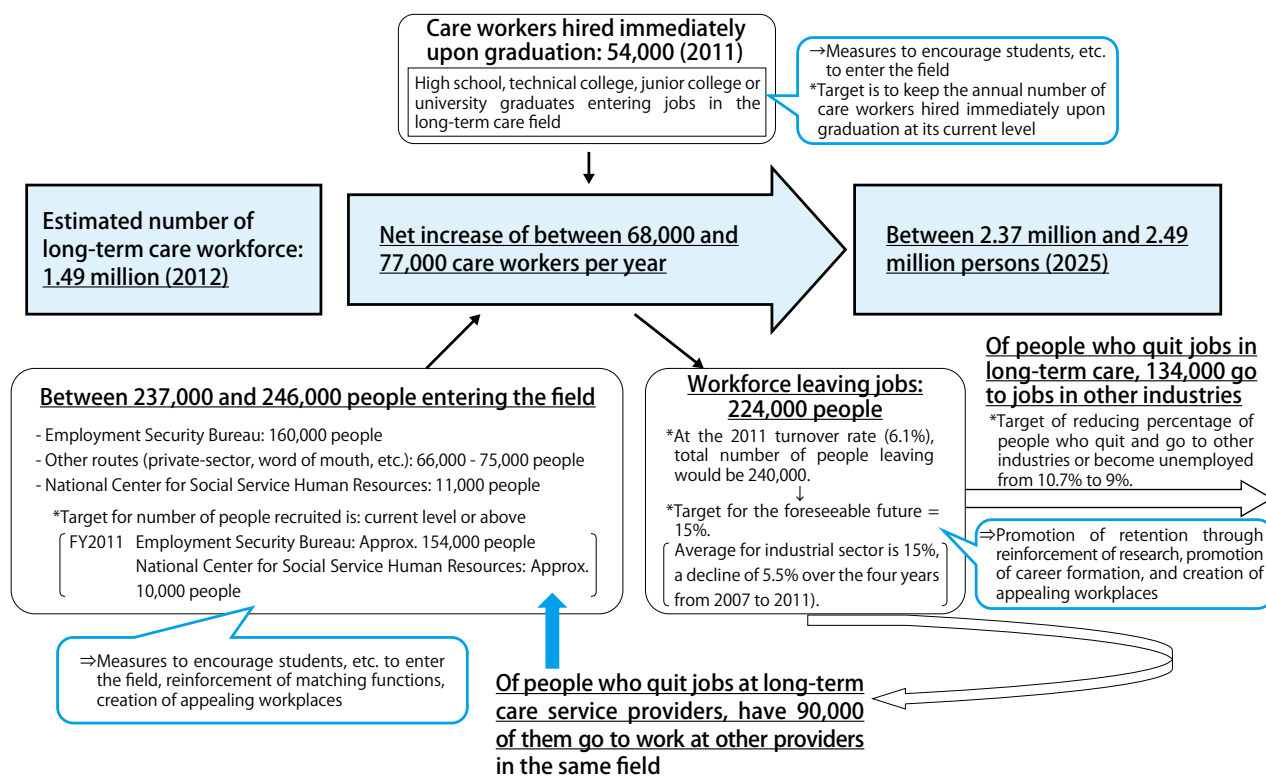 Care workers hired immediately
upon graduation: 54,000 (2011)
High school, technical college, junior college or
university graduates entering jobs in the
long-term care field
→Measures to encourage students, etc.
to enter the field
*Target is to keep the annual number of
care workers hired immediately upon
graduation at its current level
Estimated number of
long-term care workforce:
1.49 million (2012)
Net increase of between 68,000 and
77,000 care workers per year
Between 2.37 million and 2.49
million persons (2025)
Between 237,000 and 246,000 people entering the field
- Employment Security Bureau: 160,000 people
- Other routes (private-sector, word of mouth, etc.): 66,000 - 75,000 people
- National Center for Social Service Human Resources: 11,000 people
*Target for number of people recruited is: current level or above
FY2011 Employment Security Bureau: Approx. 154,000 people
National Center for Social Service Human Resources: Approx.
10,000 people
⇒Measures to encourage students, etc. to enter
the field, reinforcement of matching functions,
creation of appealing workplaces
Workforce leaving jobs:
224,000 people
*At the 2011 turnover rate (6.1%),
total number of people leaving
would be 240,000.
↓
*Target for the foreseeable future =
15%.
Average for industrial sector is 15%,
a decline of 5.5% over the four years
from 2007 to 2011).
Of people who quit jobs in
long-term care, 134,000 go
to jobs in other industries
*Target of reducing percentage of
people who quit and go to other
industries or become unemployed
from 10.7% to 9%.
⇒Promotion of retention through
reinforcement of research, promotion
of career formation, and creation of
appealing workplaces
Of people who quit jobs at long-term
care service providers, have 90,000
of them go to work at other providers
in the same field